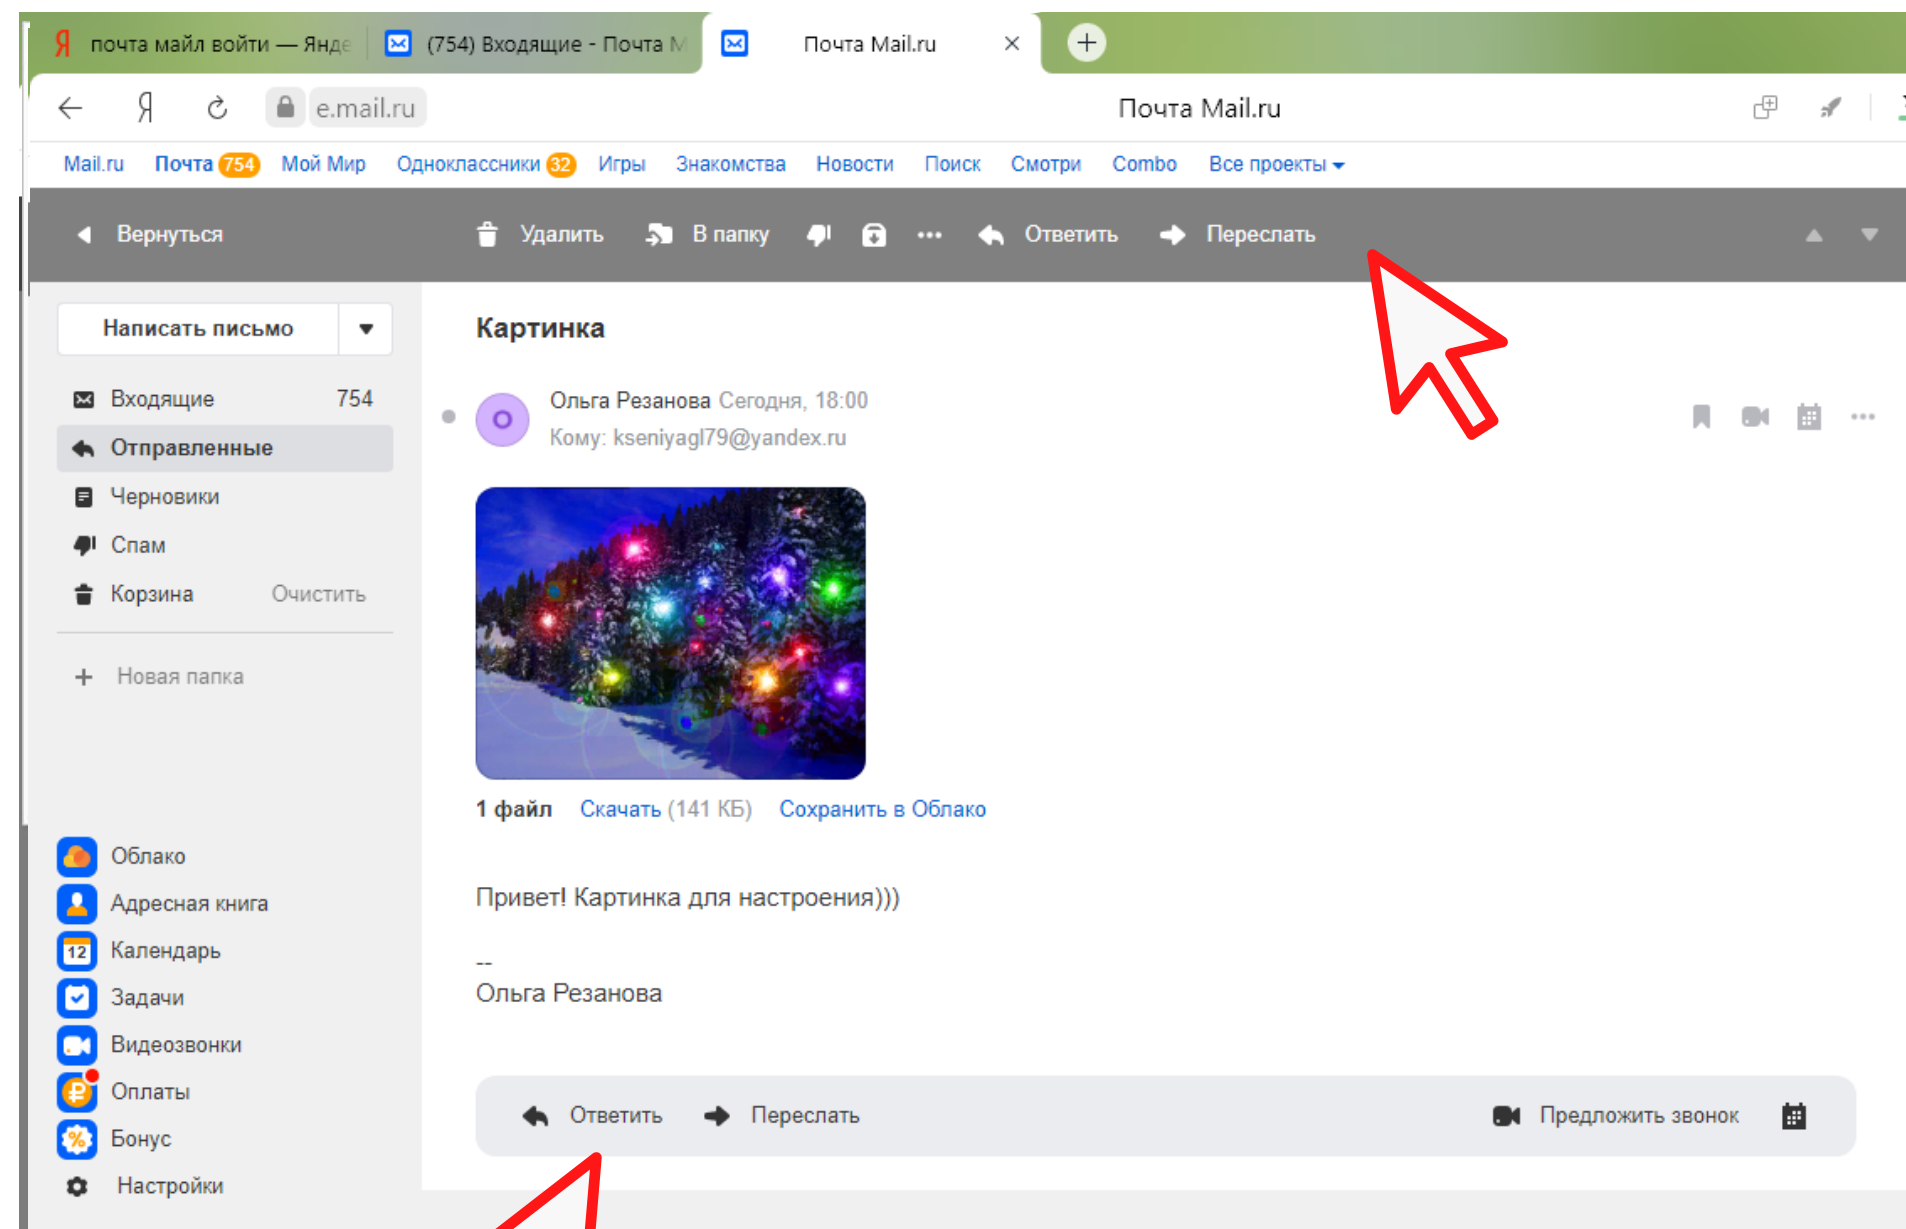 Я почта майл войти — Янде (754) Входящие - Почта М Почта Mail.ru
Я e.mail.ru Почта Mail.ru
Mail.ru Почта 754 Мой Мир Одноклассники 32 Игры Знакомства Новости Поиск Смотри Combo Все проекты
Вернуться Удалить В папку Ответить Переслать
Написать письмо
Картинка
Входящие 754
Ольга Резанова Сегодня, 18:00
О
Кому: kseniyagl79@yandex.ru
Отправленные
Черновики
Спам
Корзина Очистить
Новая папка
1 файл Скачать (141 КБ) Сохранить в Облако
Облако
Адресная книга
12 Календарь
Задачи
Видеозвонки
Оплаты
% Бонус
Настройки
Привет! Картинка для настроения)))
--
Ольга Резанова
Ответить Переслать Предложить звонок